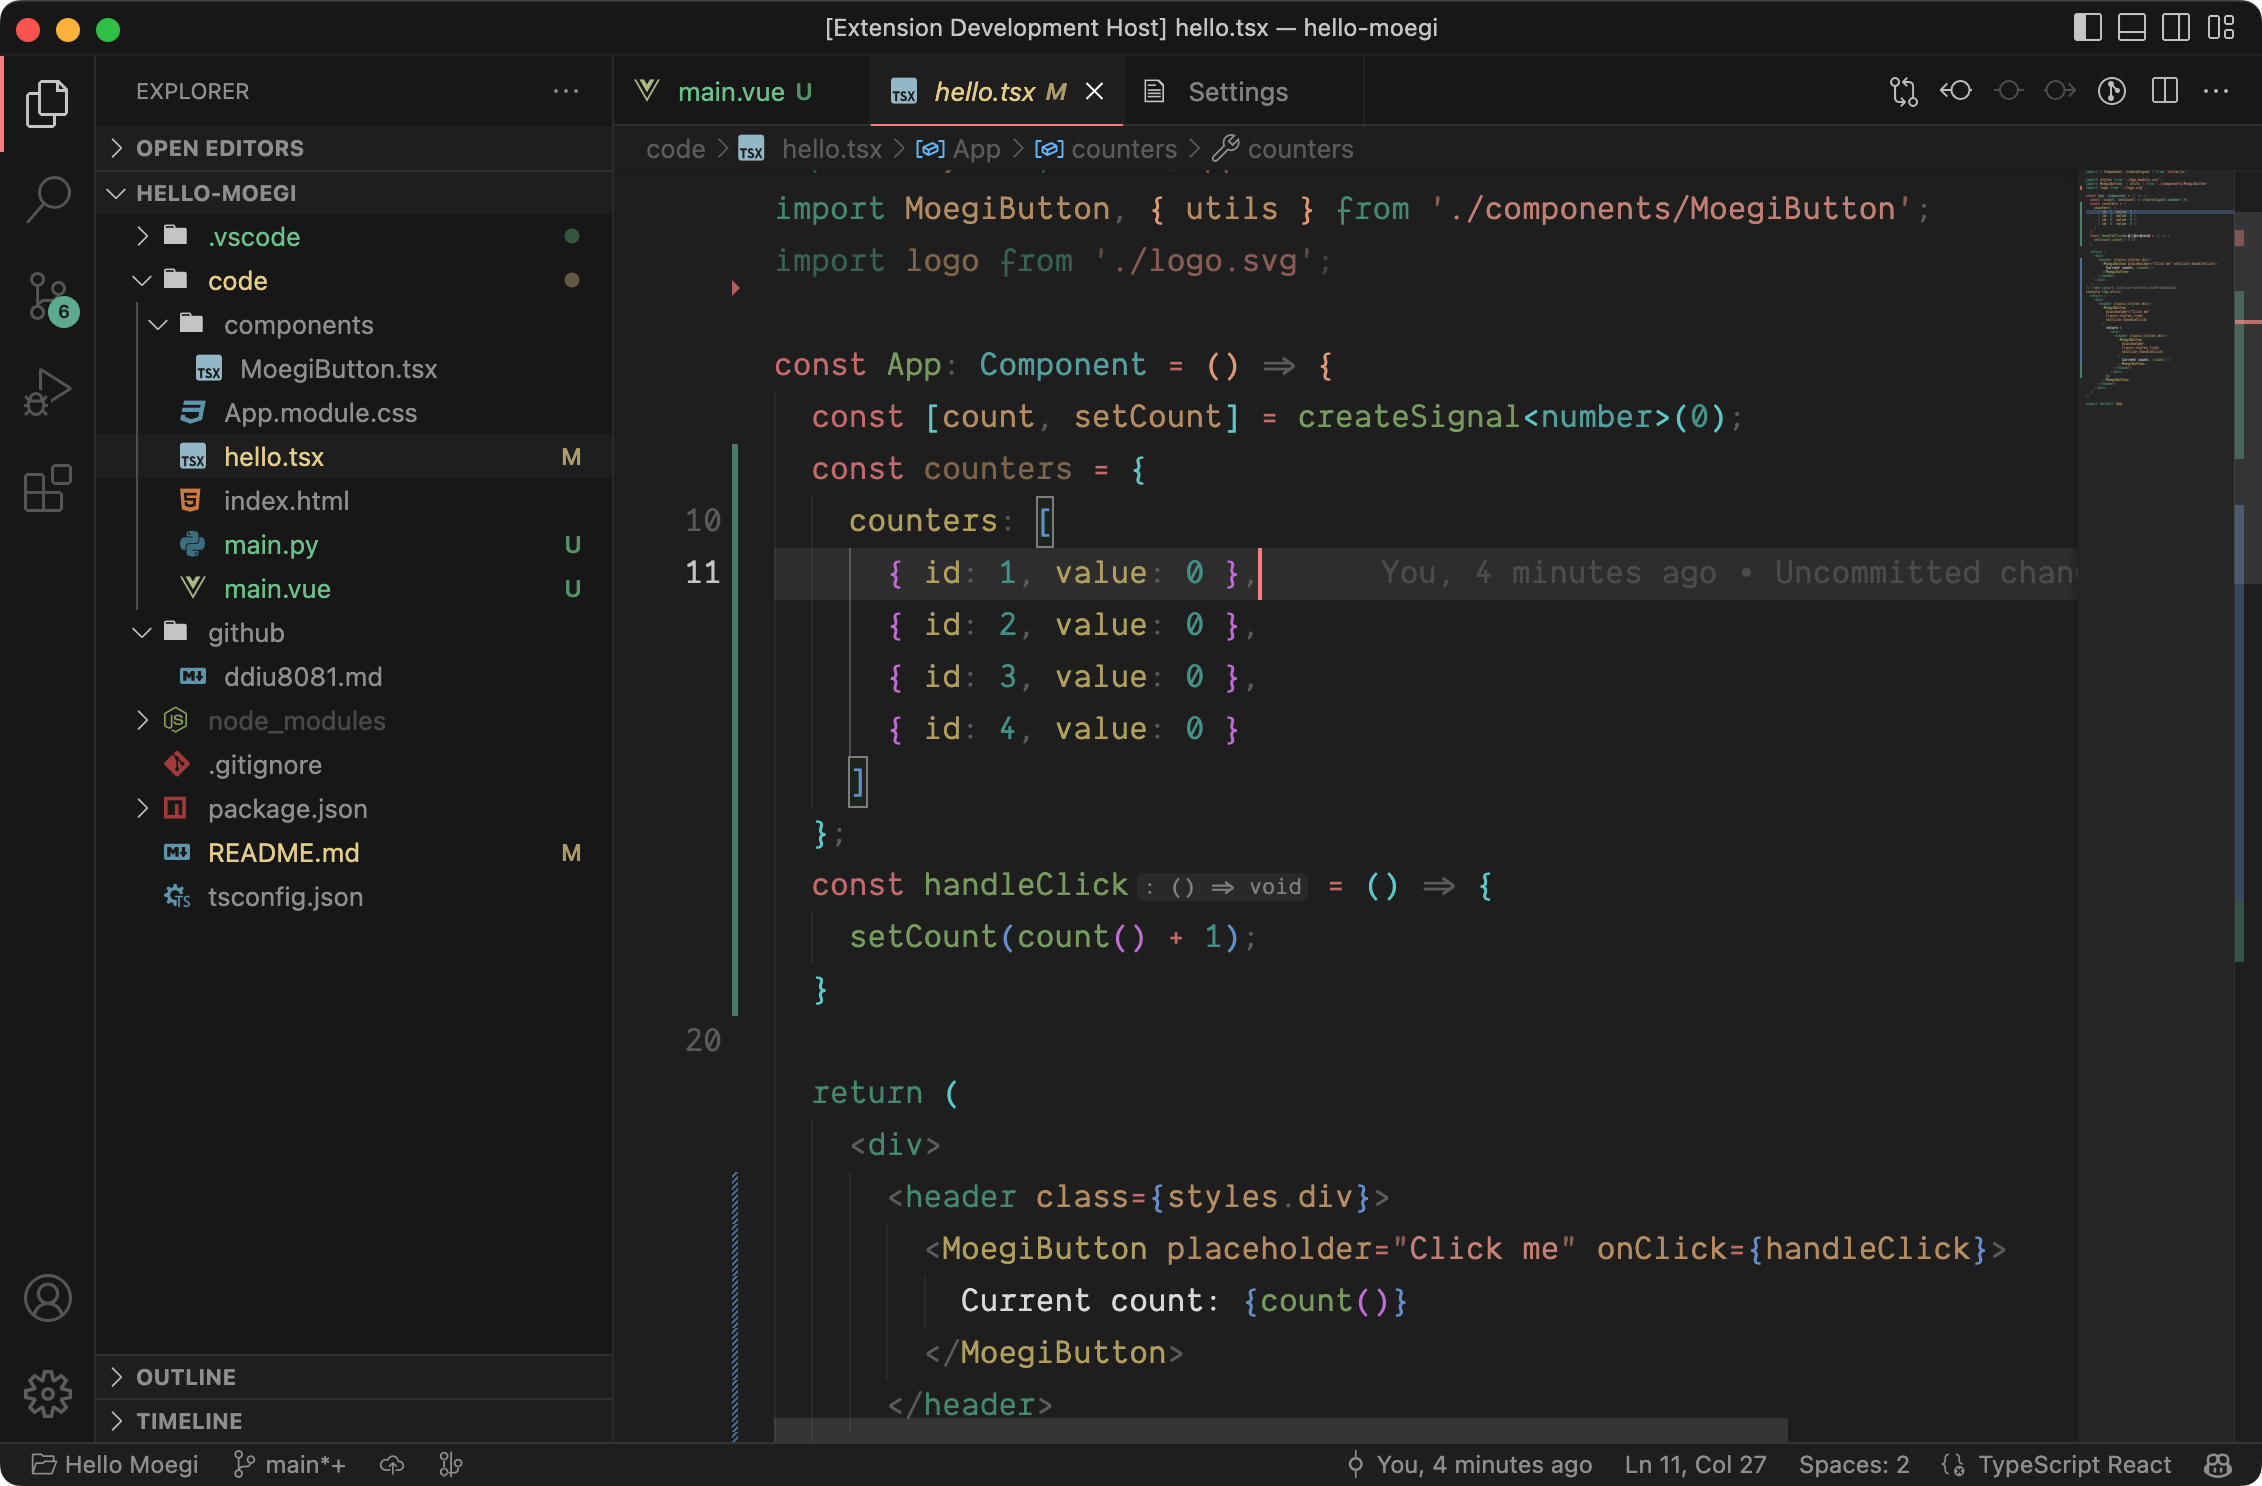 [Extension Development Host] hello.tsx — hello-moegi
EXPLORER
OPEN EDITORS
HELLO-MOEGI
.vscode
code
components
TSX MoegiButton.tsx
App.module.css
TSX hello.tsx M
index.html
main.py U
main.vue U
github
ddiu8081.md
JS node_modules
.gitignore
package.json
README.md M
TS tsconfig.json
OUTLINE
TIMELINE
6
main.vue U
TSX hello.tsx M
Settings
code > TSX hello.tsx > App > counters > counters
import MoegiButton, { utils } from './components/MoegiButton';
import logo from './logo.svg';
const App: Component = () => {
const [count, setCount] = createSignal<number>(0);
const counters = {
10 counters: [
11 { id: 1, value: 0 }, You, 4 minutes ago • Uncommitted chan
{ id: 2, value: 0 },
{ id: 3, value: 0 },
{ id: 4, value: 0 }
]
};
const handleClick : () => void = () => {
setCount(count() + 1);
}
20
return (
<div>
<header class={styles.div}>
<MoegiButton placeholder="Click me" onClick={handleClick}>
Current count: {count()}
</MoegiButton>
</header>
Hello Moegi main*+ You, 4 minutes ago Ln 11, Col 27 Spaces: 2 TypeScript React